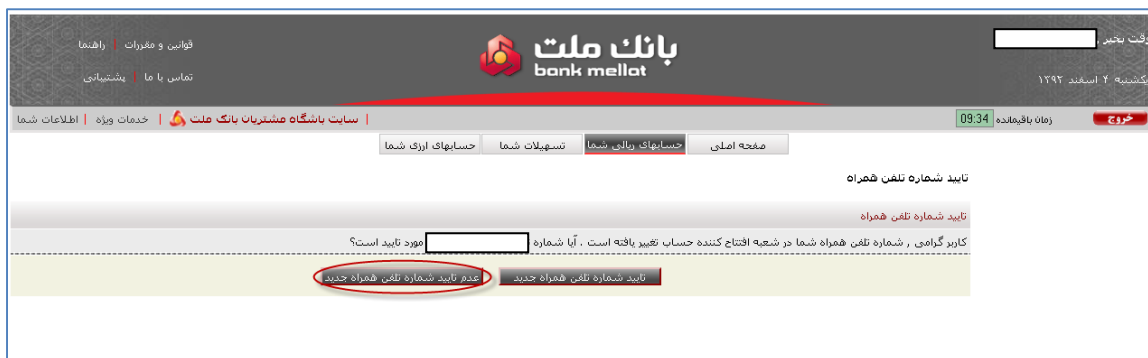 وقت بخیر ,
یکشنبه ۴ اسفند ۱۳۹۲
بانك ملت
bank mellat
قوانین و مقررات | راهنما
تماس با ما | پشتیبانی
خروج
زمان باقیمانده 09:34
| سایت باشگاه مشتریان بانک ملت | خدمات ویژه | اطلاعات شما
صفحه اصلی حسابهای ریالی شما تسهیلات شما حسابهای ارزی شما
تایید شماره تلفن همراه
تایید شماره تلفن همراه
کاربر گرامی , شماره تلفن همراه شما در شعبه افتتاح کننده حساب تغییر یافته است . آیا شماره مورد تایید است؟
تایید شماره تلفن همراه جدید عدم تایید شماره تلفن همراه جدید